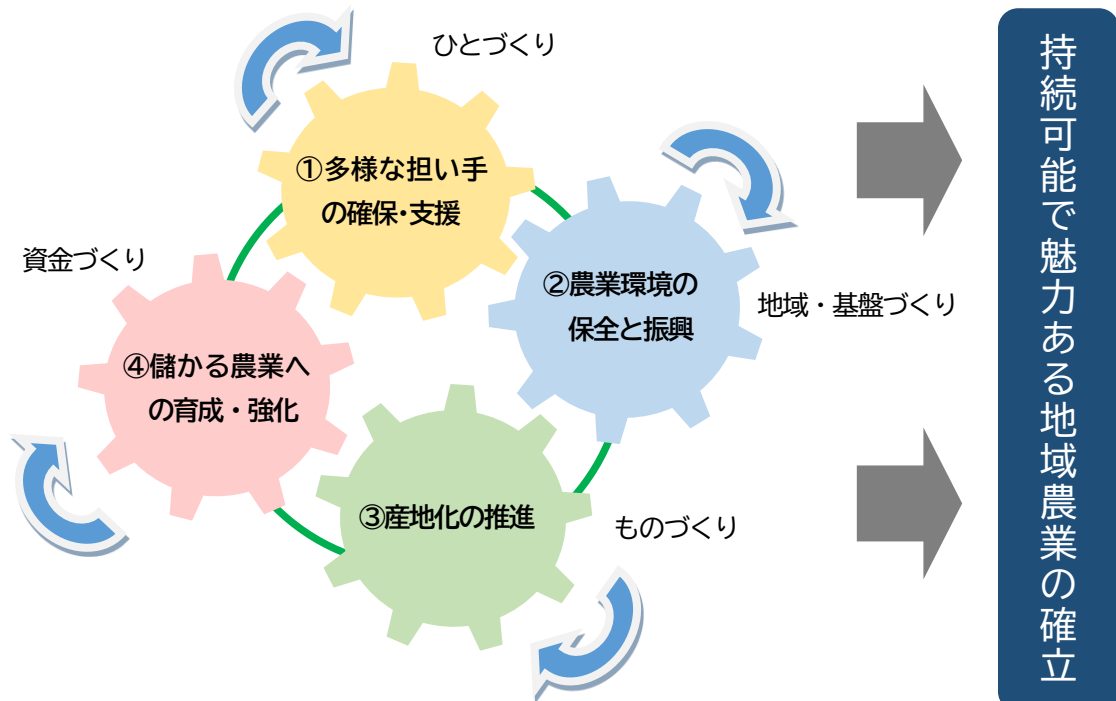 ひとづくり
①多様な担い手
の確保・支援
②農業環境の
保全と振興
地域・基盤づくり
資金づくり
④儲かる農業へ
の育成・強化
③産地化の推進
ものづくり
持続可能で魅力ある地域農業の確立